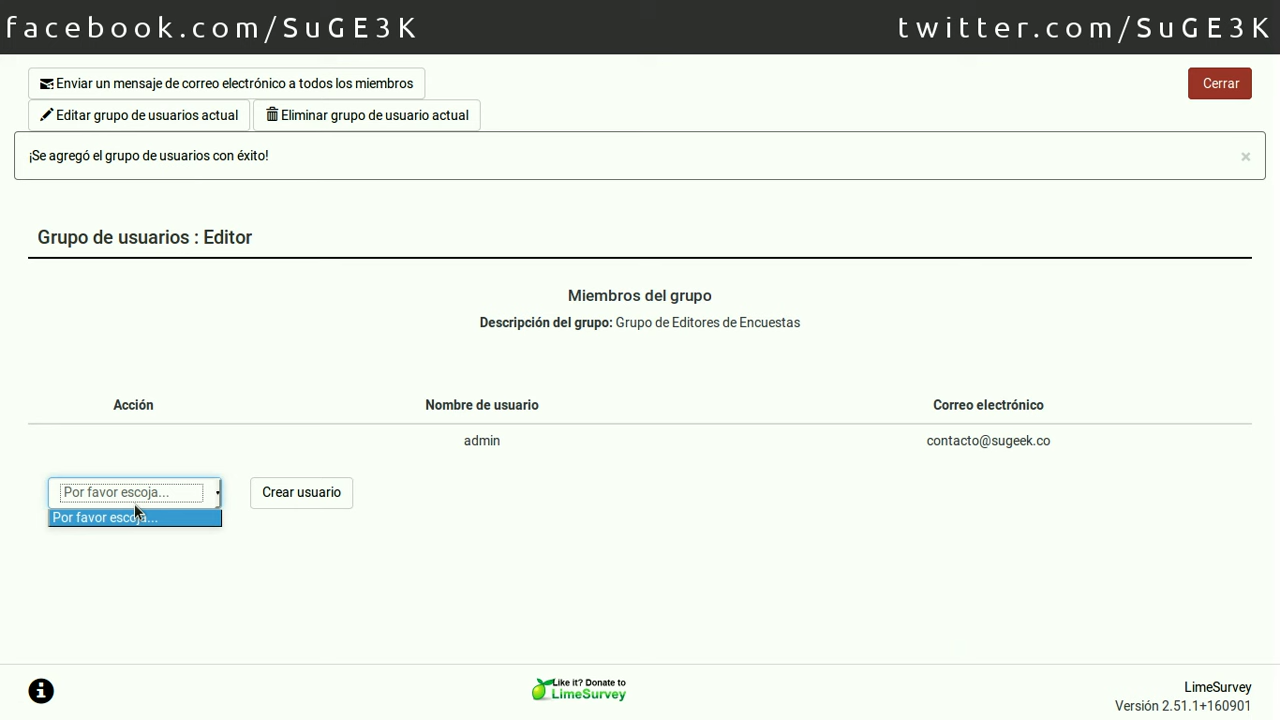 facebook.com/SuGE3K
twitter.com/SuGE3K
Enviar un mensaje de correo electrónico a todos los miembros
Cerrar
Editar grupo de usuarios actual
Eliminar grupo de usuario actual
¡Se agregó el grupo de usuarios con éxito!
×
Grupo de usuarios : Editor
Miembros del grupo
Descripción del grupo: Grupo de Editores de Encuestas
Acción
Nombre de usuario
Correo electrónico
admin
contacto@sugeek.co
Por favor escoja...
Crear usuario
Por favor escoja...
Like it? Donate to
LimeSurvey
LimeSurvey
Versión 2.51.1+160901